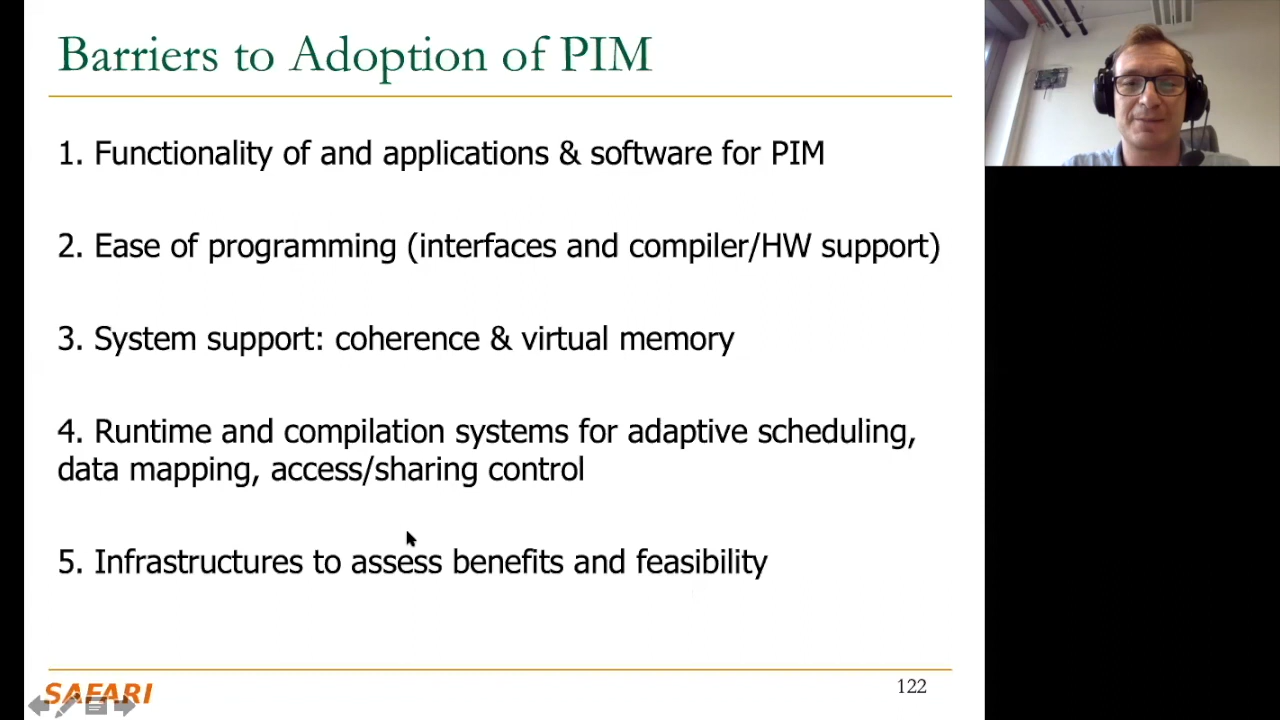 Barriers to Adoption of PIM
1. Functionality of and applications & software for PIM
2. Ease of programming (interfaces and compiler/HW support)
3. System support: coherence & virtual memory
4. Runtime and compilation systems for adaptive scheduling,
data mapping, access/sharing control
5. Infrastructures to assess benefits and feasibility
SAFARI
122